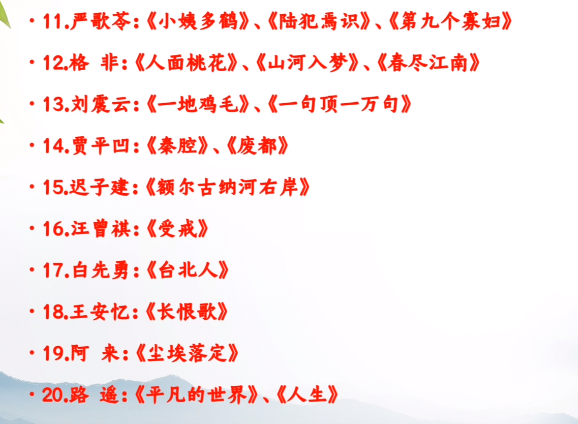 · 11.严歌苓:《小姨多鹤》、《陆犯焉识》、《第九个寡妇》
· 12.格 非:《人面桃花》、《山河入梦》、《春尽江南》
· 13.刘震云:《一地鸡毛》、《一句顶一万句》
· 14.贾平凹:《秦腔》、《废都》
· 15.迟子建:《额尔古纳河右岸》
· 16.汪曾祺:《受戒》
· 17.白先勇:《台北人》
· 18.王安忆:《长恨歌》
· 19.阿 来:《尘埃落定》
· 20.路 遥:《平凡的世界》、《人生》